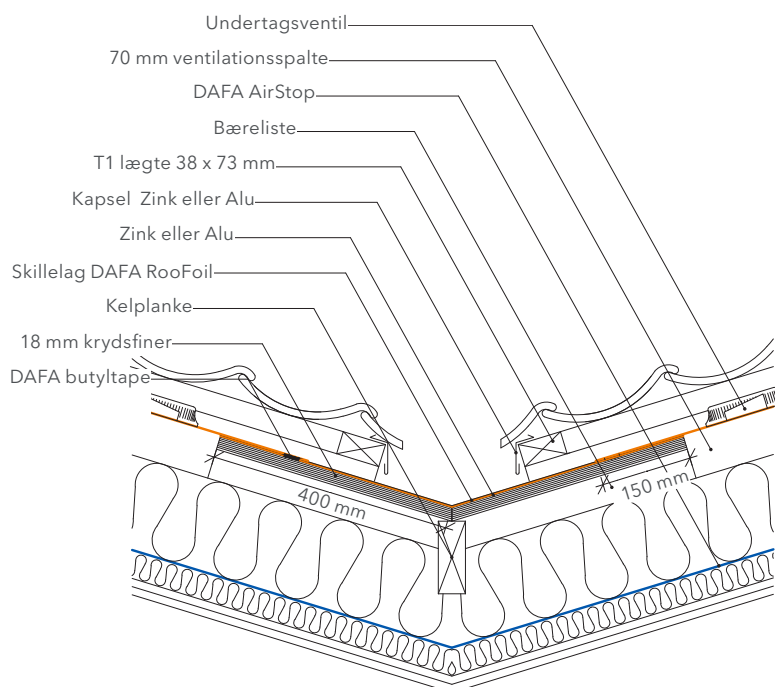 Undertagsventil
70 mm ventilationsspalte
DAFA AirStop
Bæreliste
T1 lægte 38 x 73 mm
Kapsel Zink eller Alu
Zink eller Alu
Skillelag DAFA RooFoil
Kelplanke
18 mm krydsfiner
DAFA butyltape
400 mm
150 mm